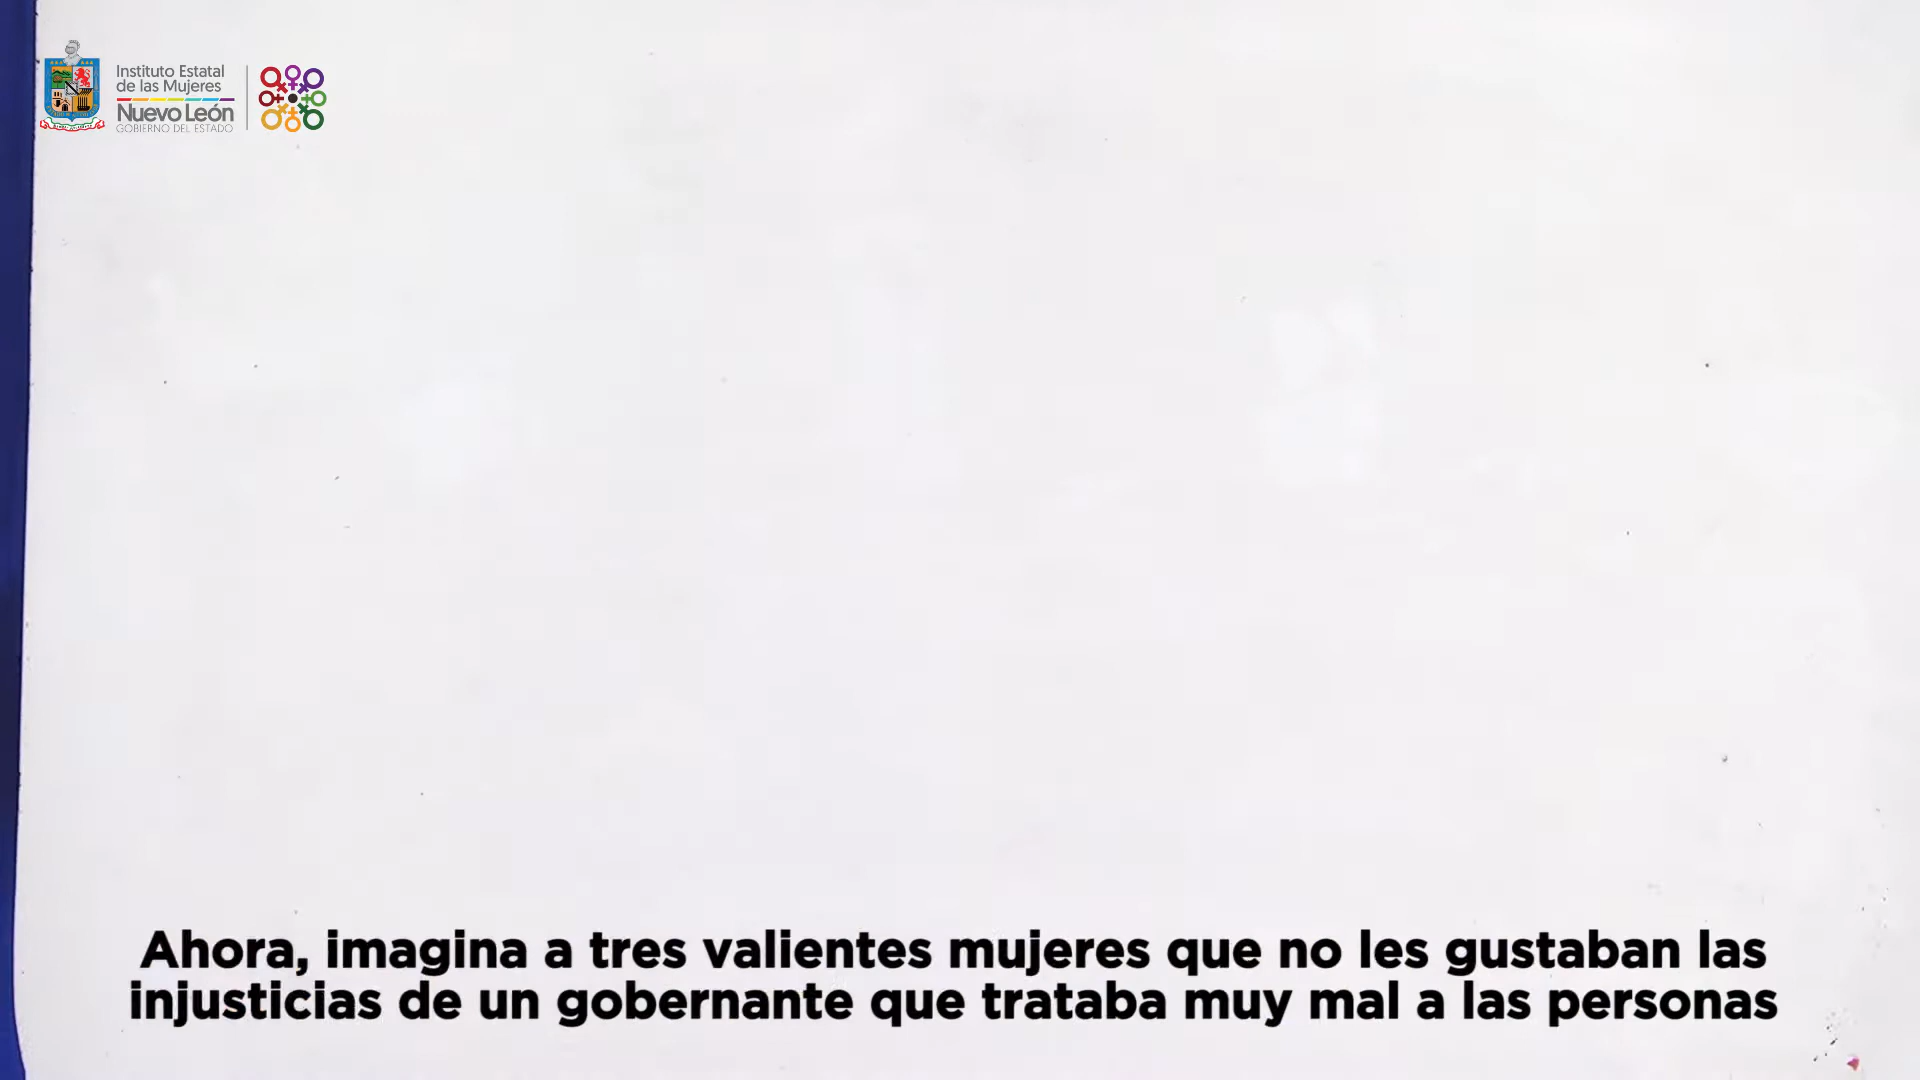 Instituto Estatal
de las Mujeres
Nuevo León
GOBIERNO DEL ESTADO
Ahora, imagina a tres valientes mujeres que no les gustaban las
injusticias de un gobernante que trataba muy mal a las personas